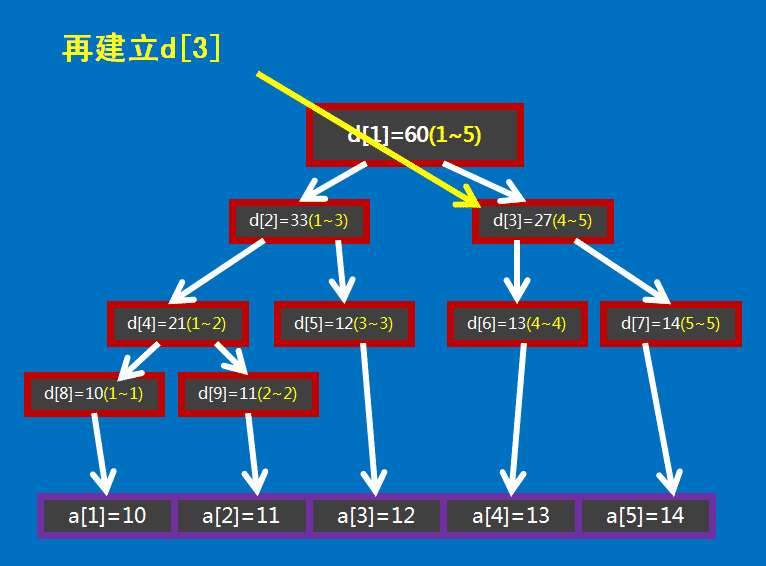 再建立d[3]
d[1]=60(1~5)
d[2]=33(1~3)
d[3]=27(4~5)
d[4]=21(1~2)
d[5]=12(3~3)
d[6]=13(4~4)
d[7]=14(5~5)
d[8]=10(1~1)
d[9]=11(2~2)
a[1]=10
a[2]=11
a[3]=12
a[4]=13
a[5]=14